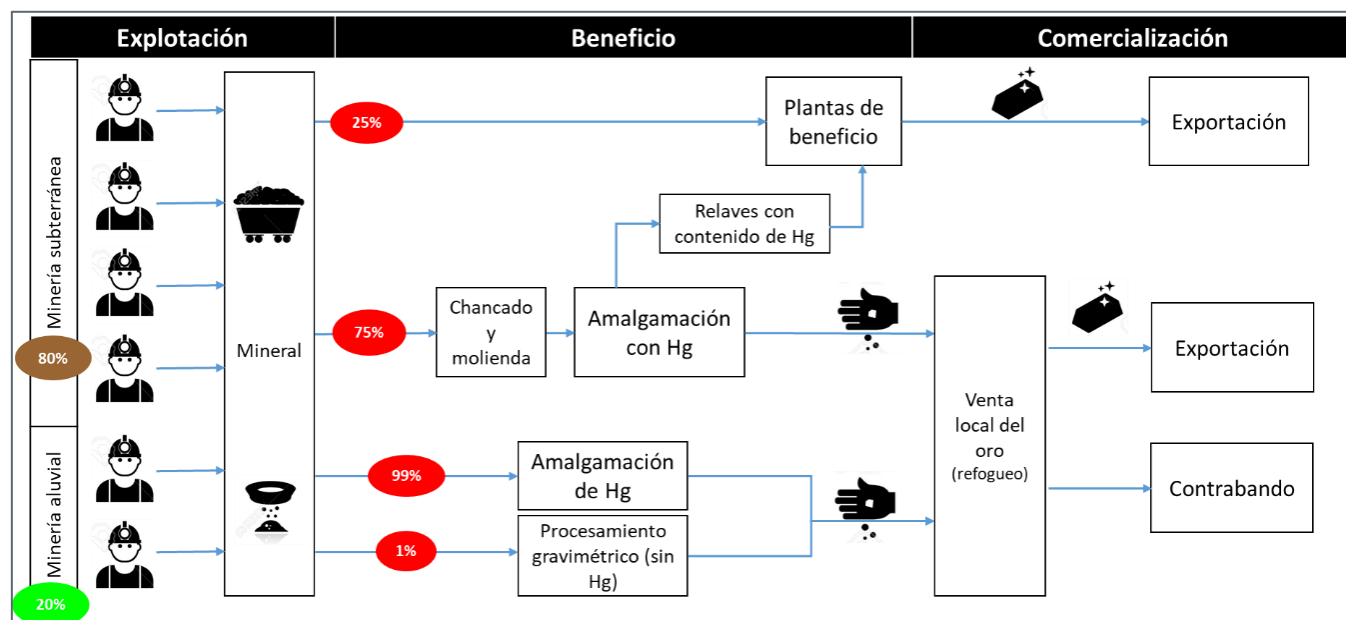 Explotación
Beneficio
Comercialización
Minería subterránea
80%
Minería aluvial
20%
Mineral
25%
Plantas de
beneficio
Exportación
Relaves con
contenido de Hg
75%
Chancado
y
molienda
Amalgamación
con Hg
Venta
local del
oro
(refogueo)
Exportación
99%
Amalgamación
de Hg
Contrabando
1%
Procesamiento
gravimétrico (sin
Hg)